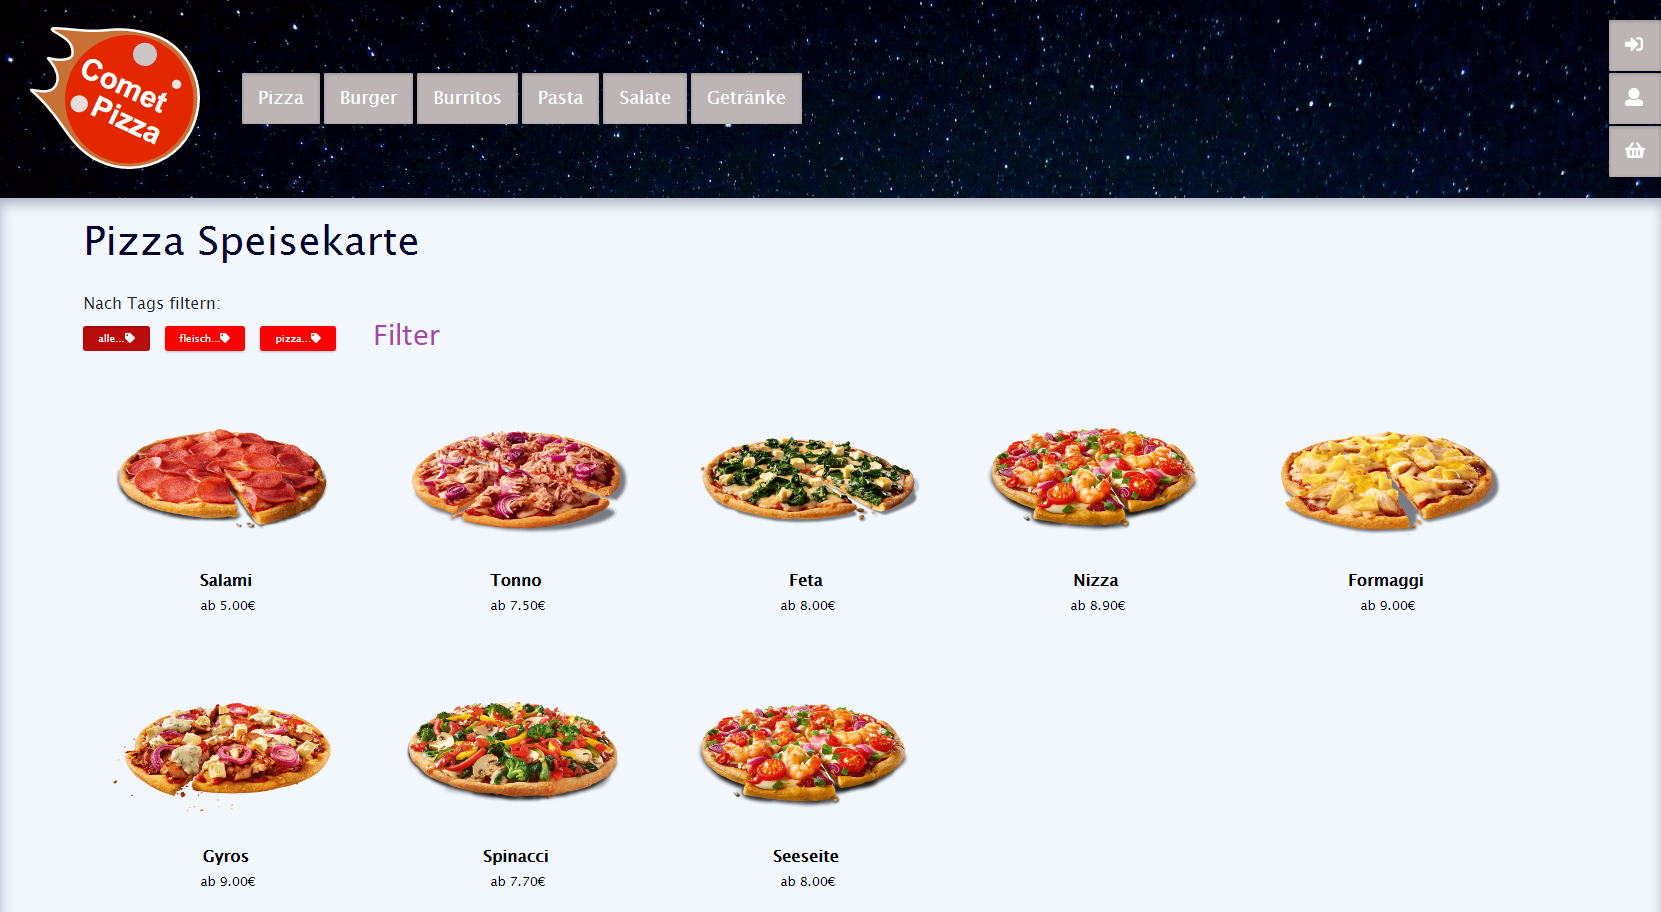 Comet
Pizza
Pizza Burger Burritos Pasta Salate Getränke
Pizza Speisekarte
Nach Tags filtern:
alle... fleisch... pizza... Filter
Salami Tonno Feta Nizza Formaggi
ab 5.00€ ab 7.50€ ab 8.00€ ab 8.90€ ab 9.00€
Gyros Spinacci Seeseite
ab 9.00€ ab 7.70€ ab 8.00€